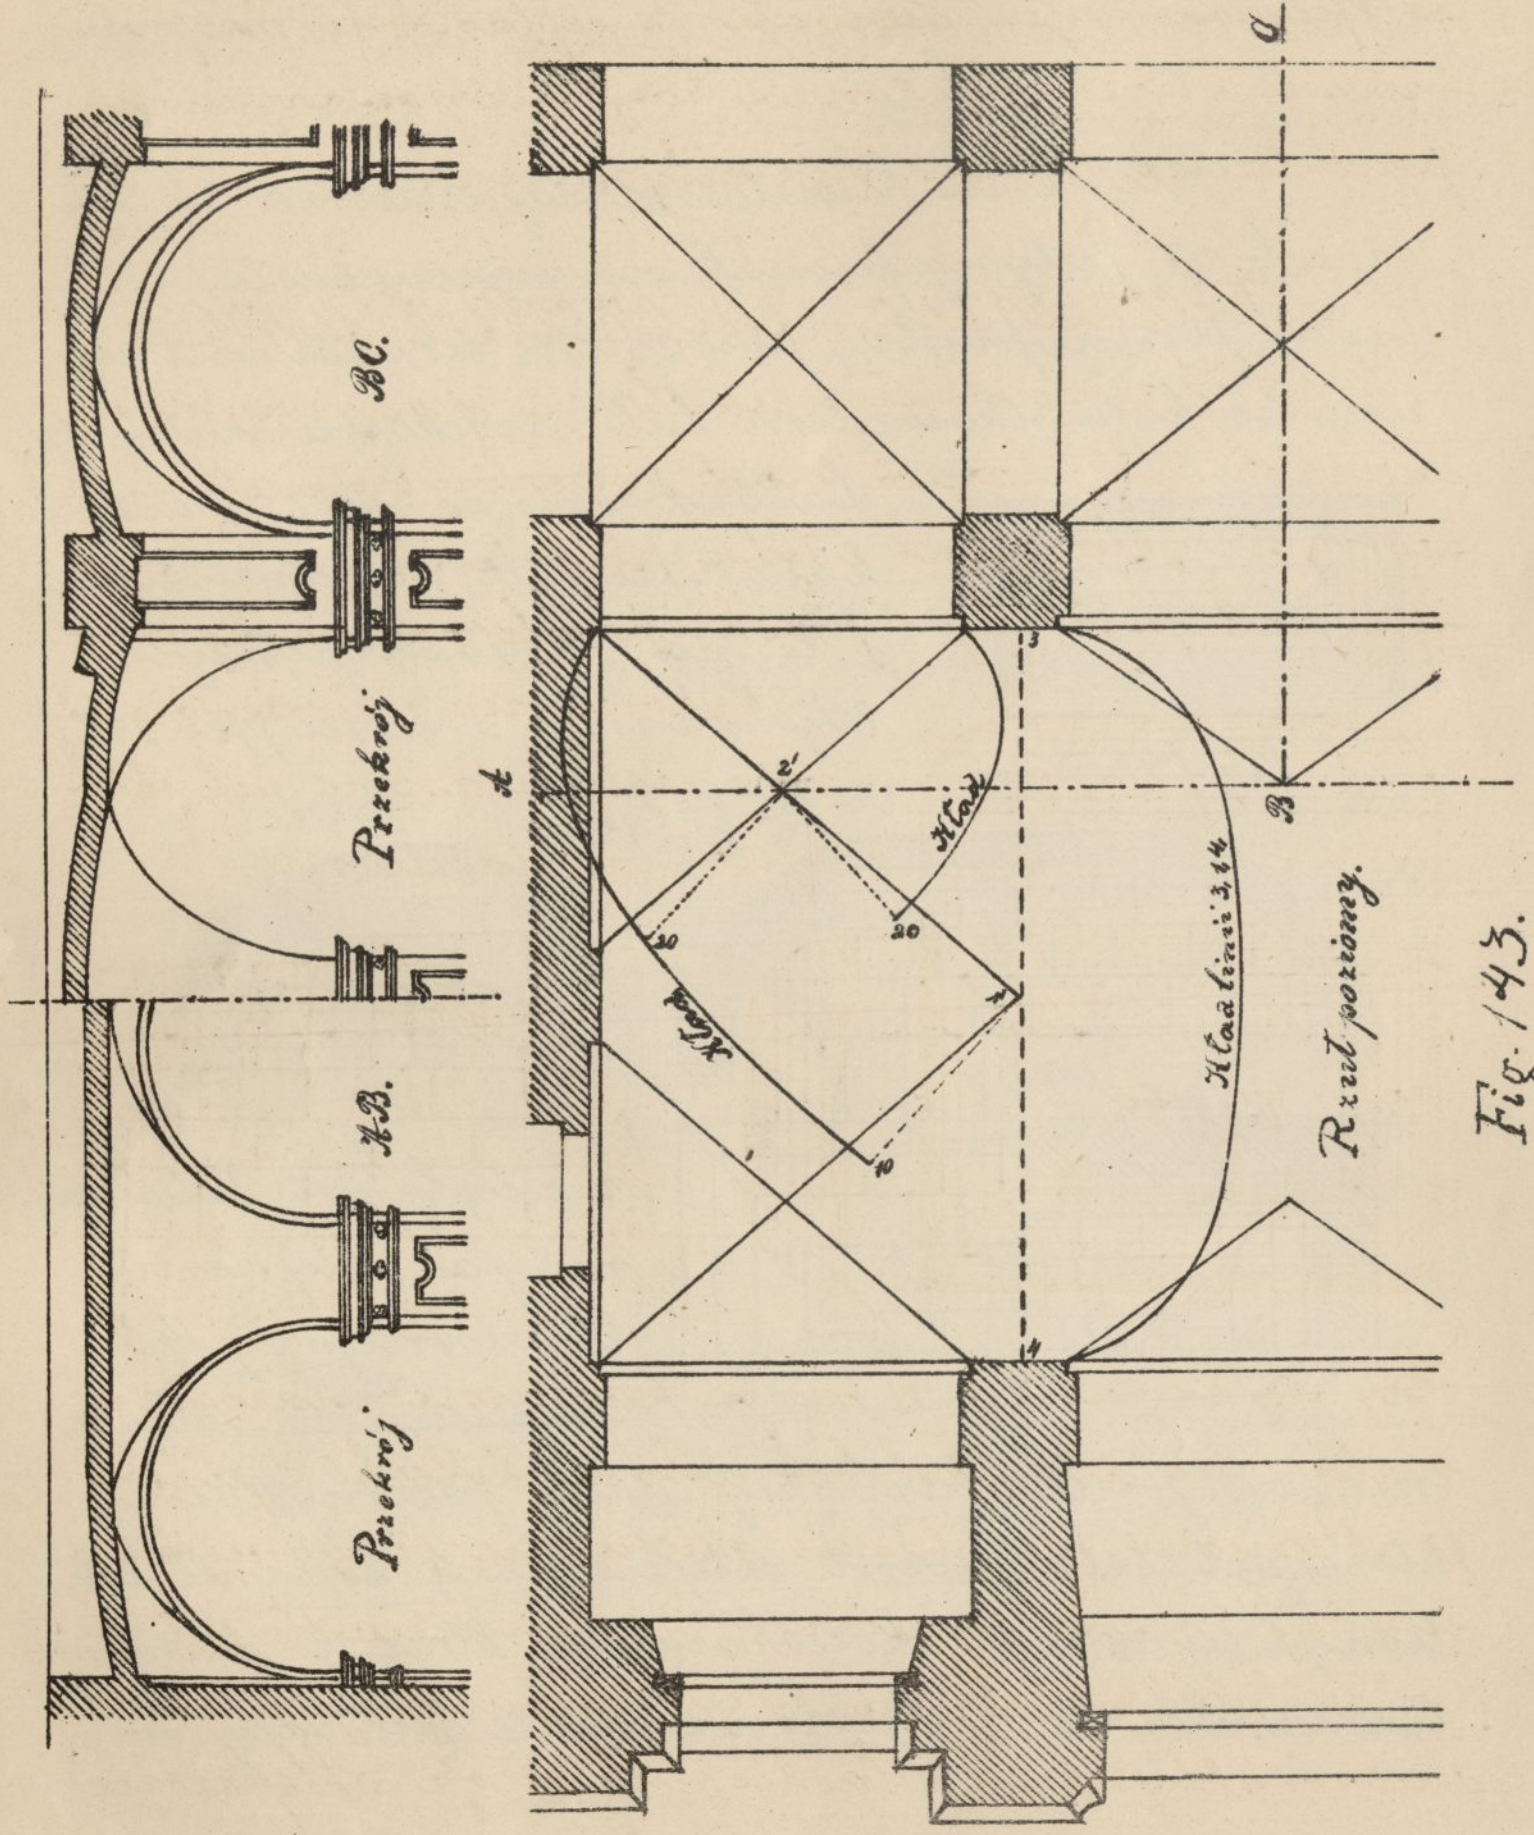 Przekrój
AB.
Przekrój
BC.
A
B
C
1
2
3
4
10
20
20
Kład
Kład
Kład linii 3, i 4
Rzut poziomy.
Fig. 143.